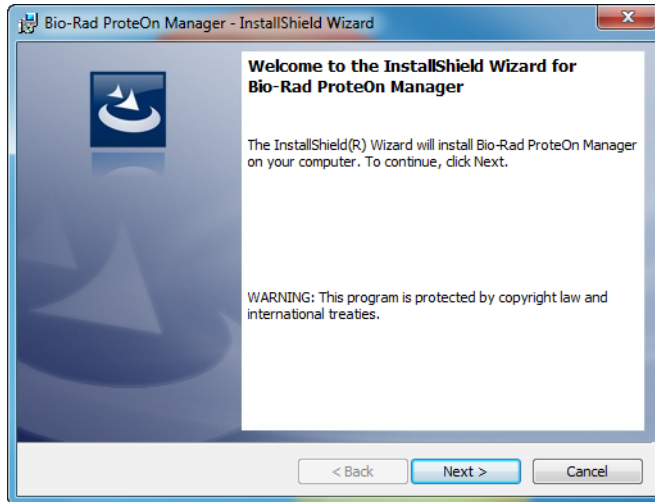 Bio-Rad ProteOn Manager - InstallShield Wizard
Welcome to the InstallShield Wizard for
Bio-Rad ProteOn Manager
The InstallShield(R) Wizard will install Bio-Rad ProteOn Manager
on your computer. To continue, click Next.
WARNING: This program is protected by copyright law and
international treaties.
< Back
Next >
Cancel